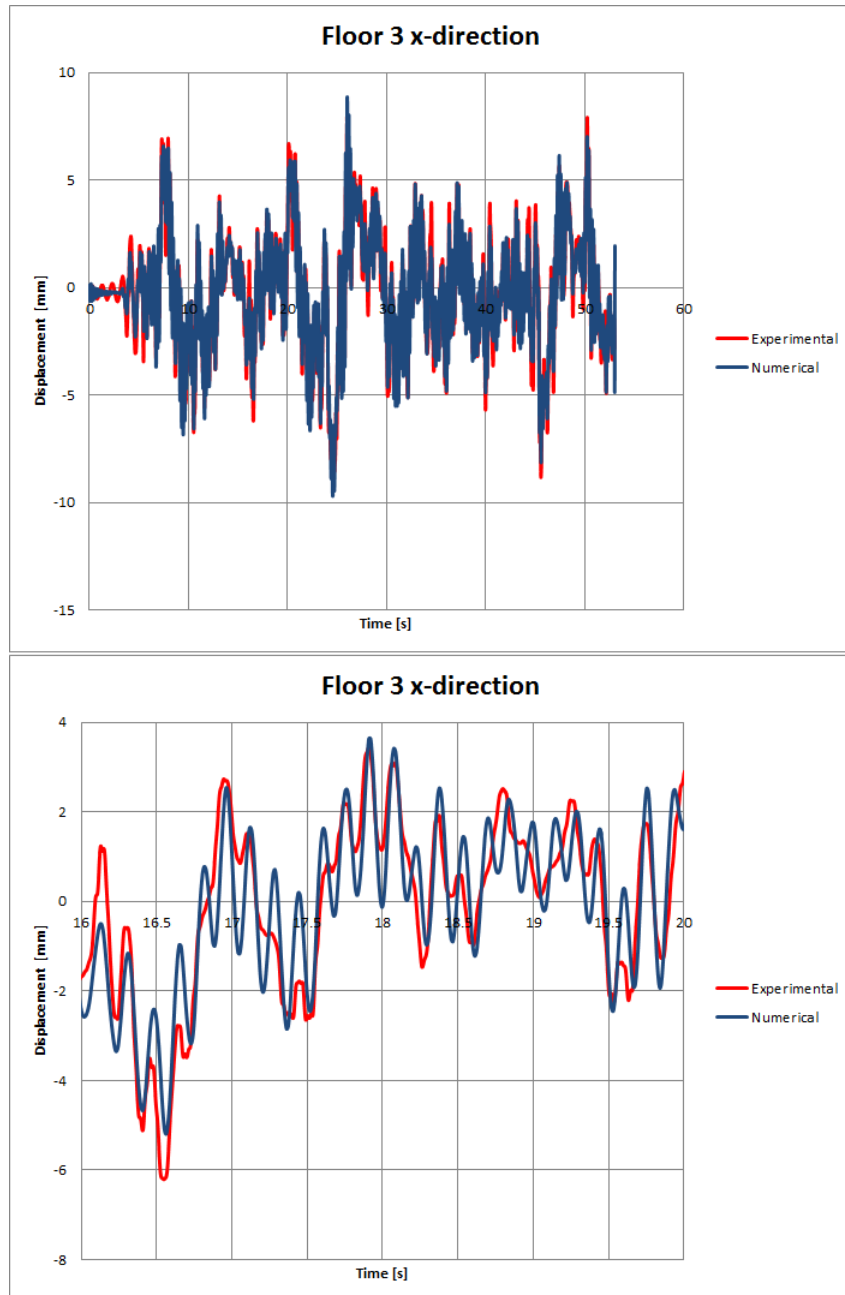 Floor 3 x-direction
10
5
0
-5
-10
-15
0 10 20 30 40 50 60
Displacement [mm]
Time [s]
Experimental
Numerical
Floor 3 x-direction
4
2
0
-2
-4
-6
-8
16 16.5 17 17.5 18 18.5 19 19.5 20
Displacement [mm]
Time [s]
Experimental
Numerical